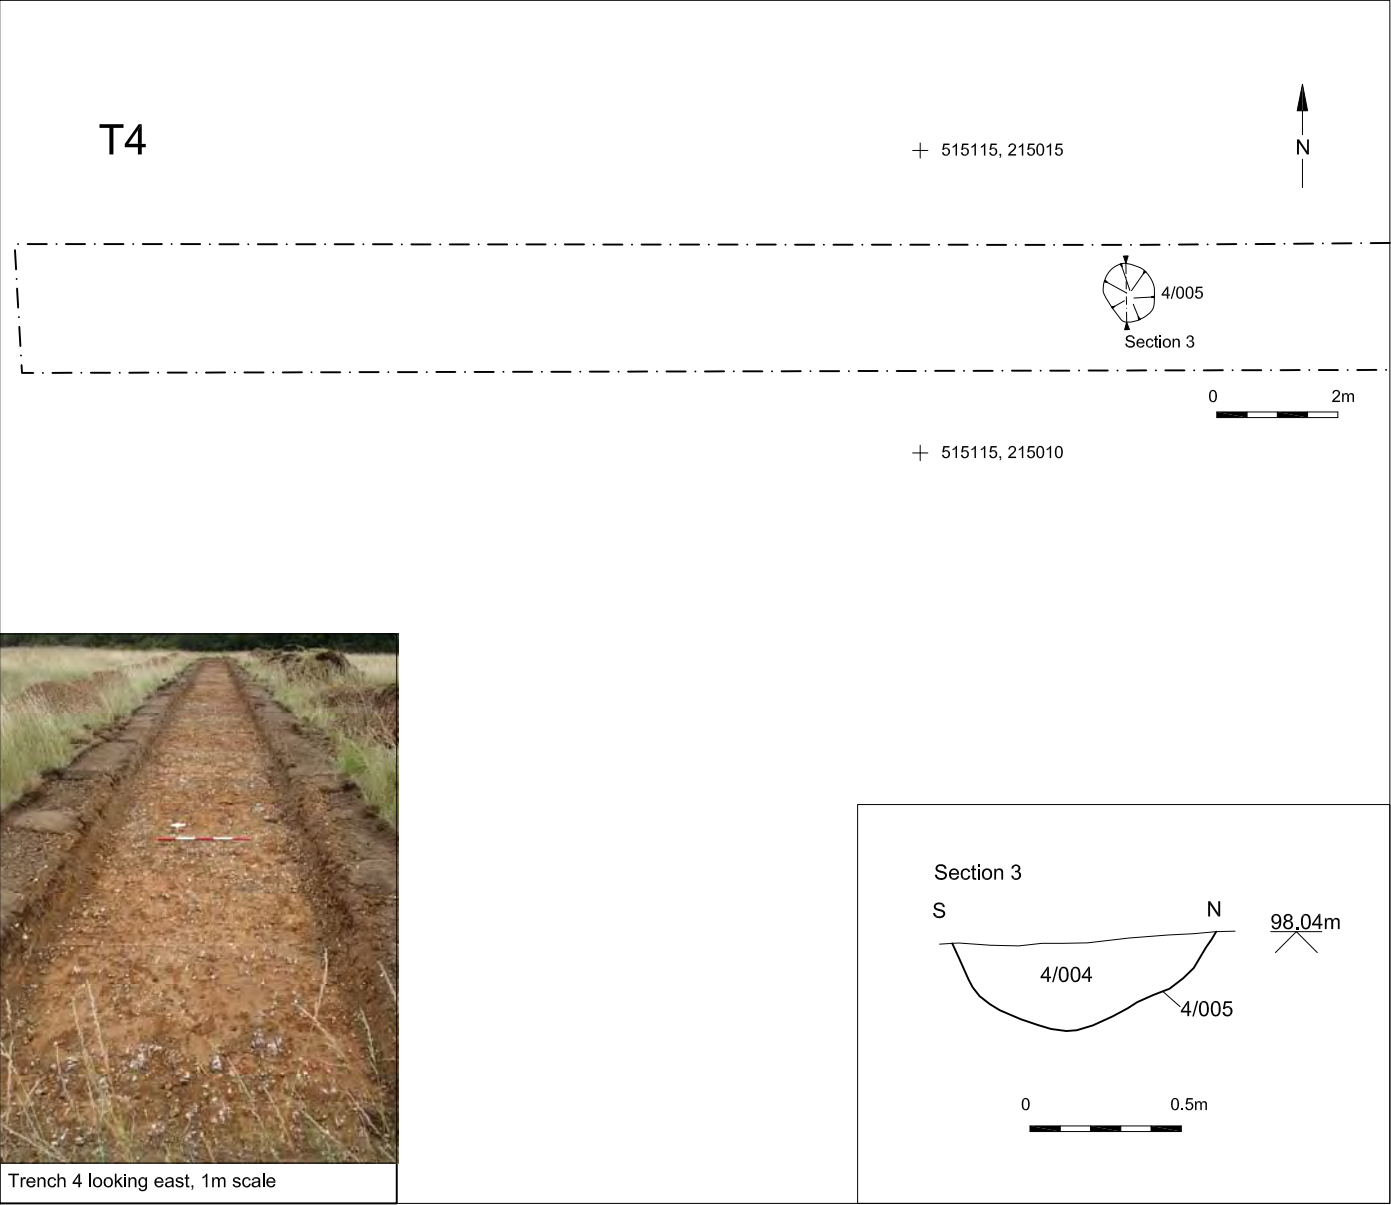 T4
515115, 215015
N
4/005
Section 3
0 2m
515115, 215010
Trench 4 looking east, 1m scale
Section 3
S N
98.04m
4/004
4/005
0 0.5m